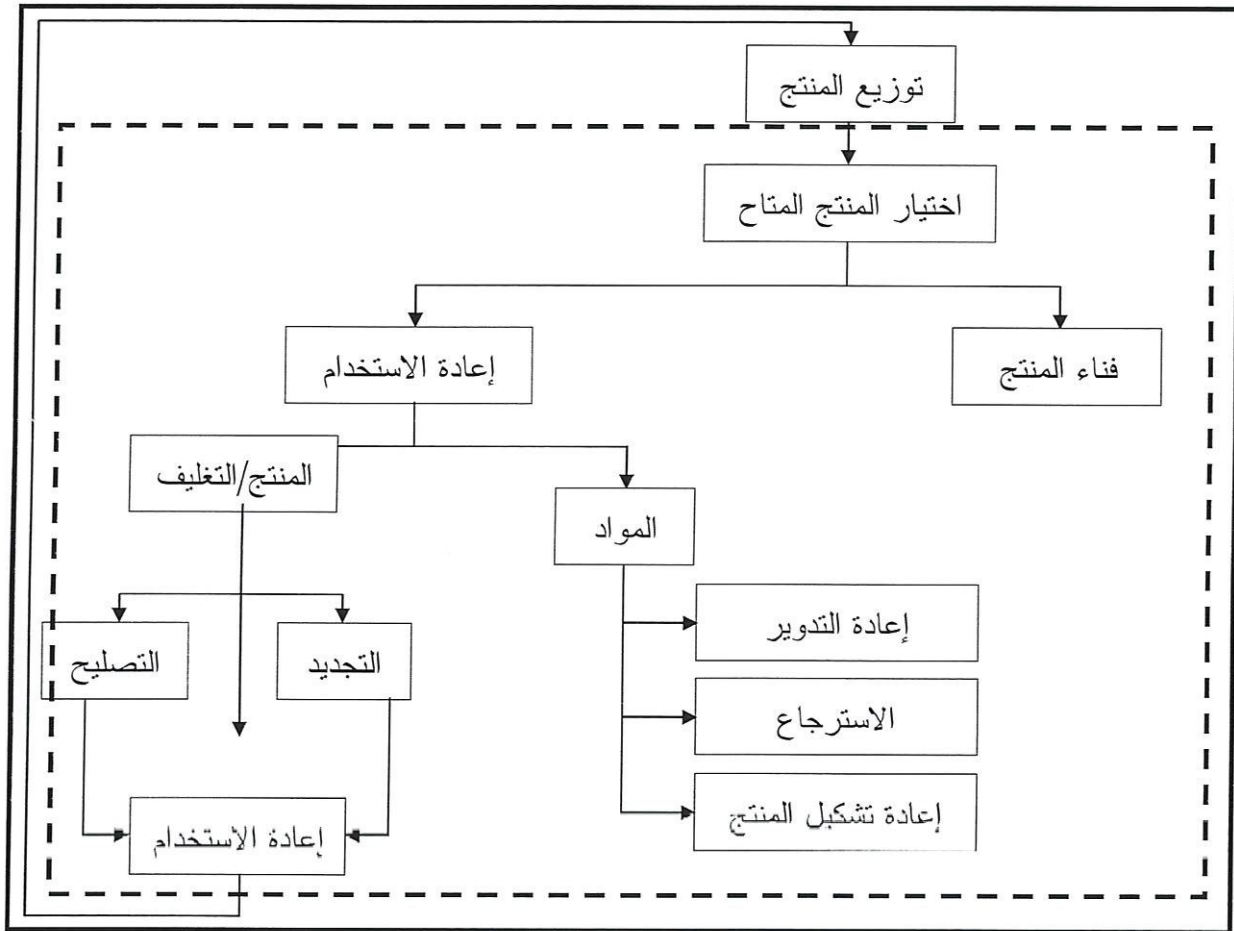 توزيع المنتج
اختيار المنتج المتاح
إعادة الاستخدام
فناء المنتج
المنتج/التغليف
المواد
إعادة التدوير
التصليح
التجديد
الاسترجاع
إعادة تشكيل المنتج
إعادة الاستخدام